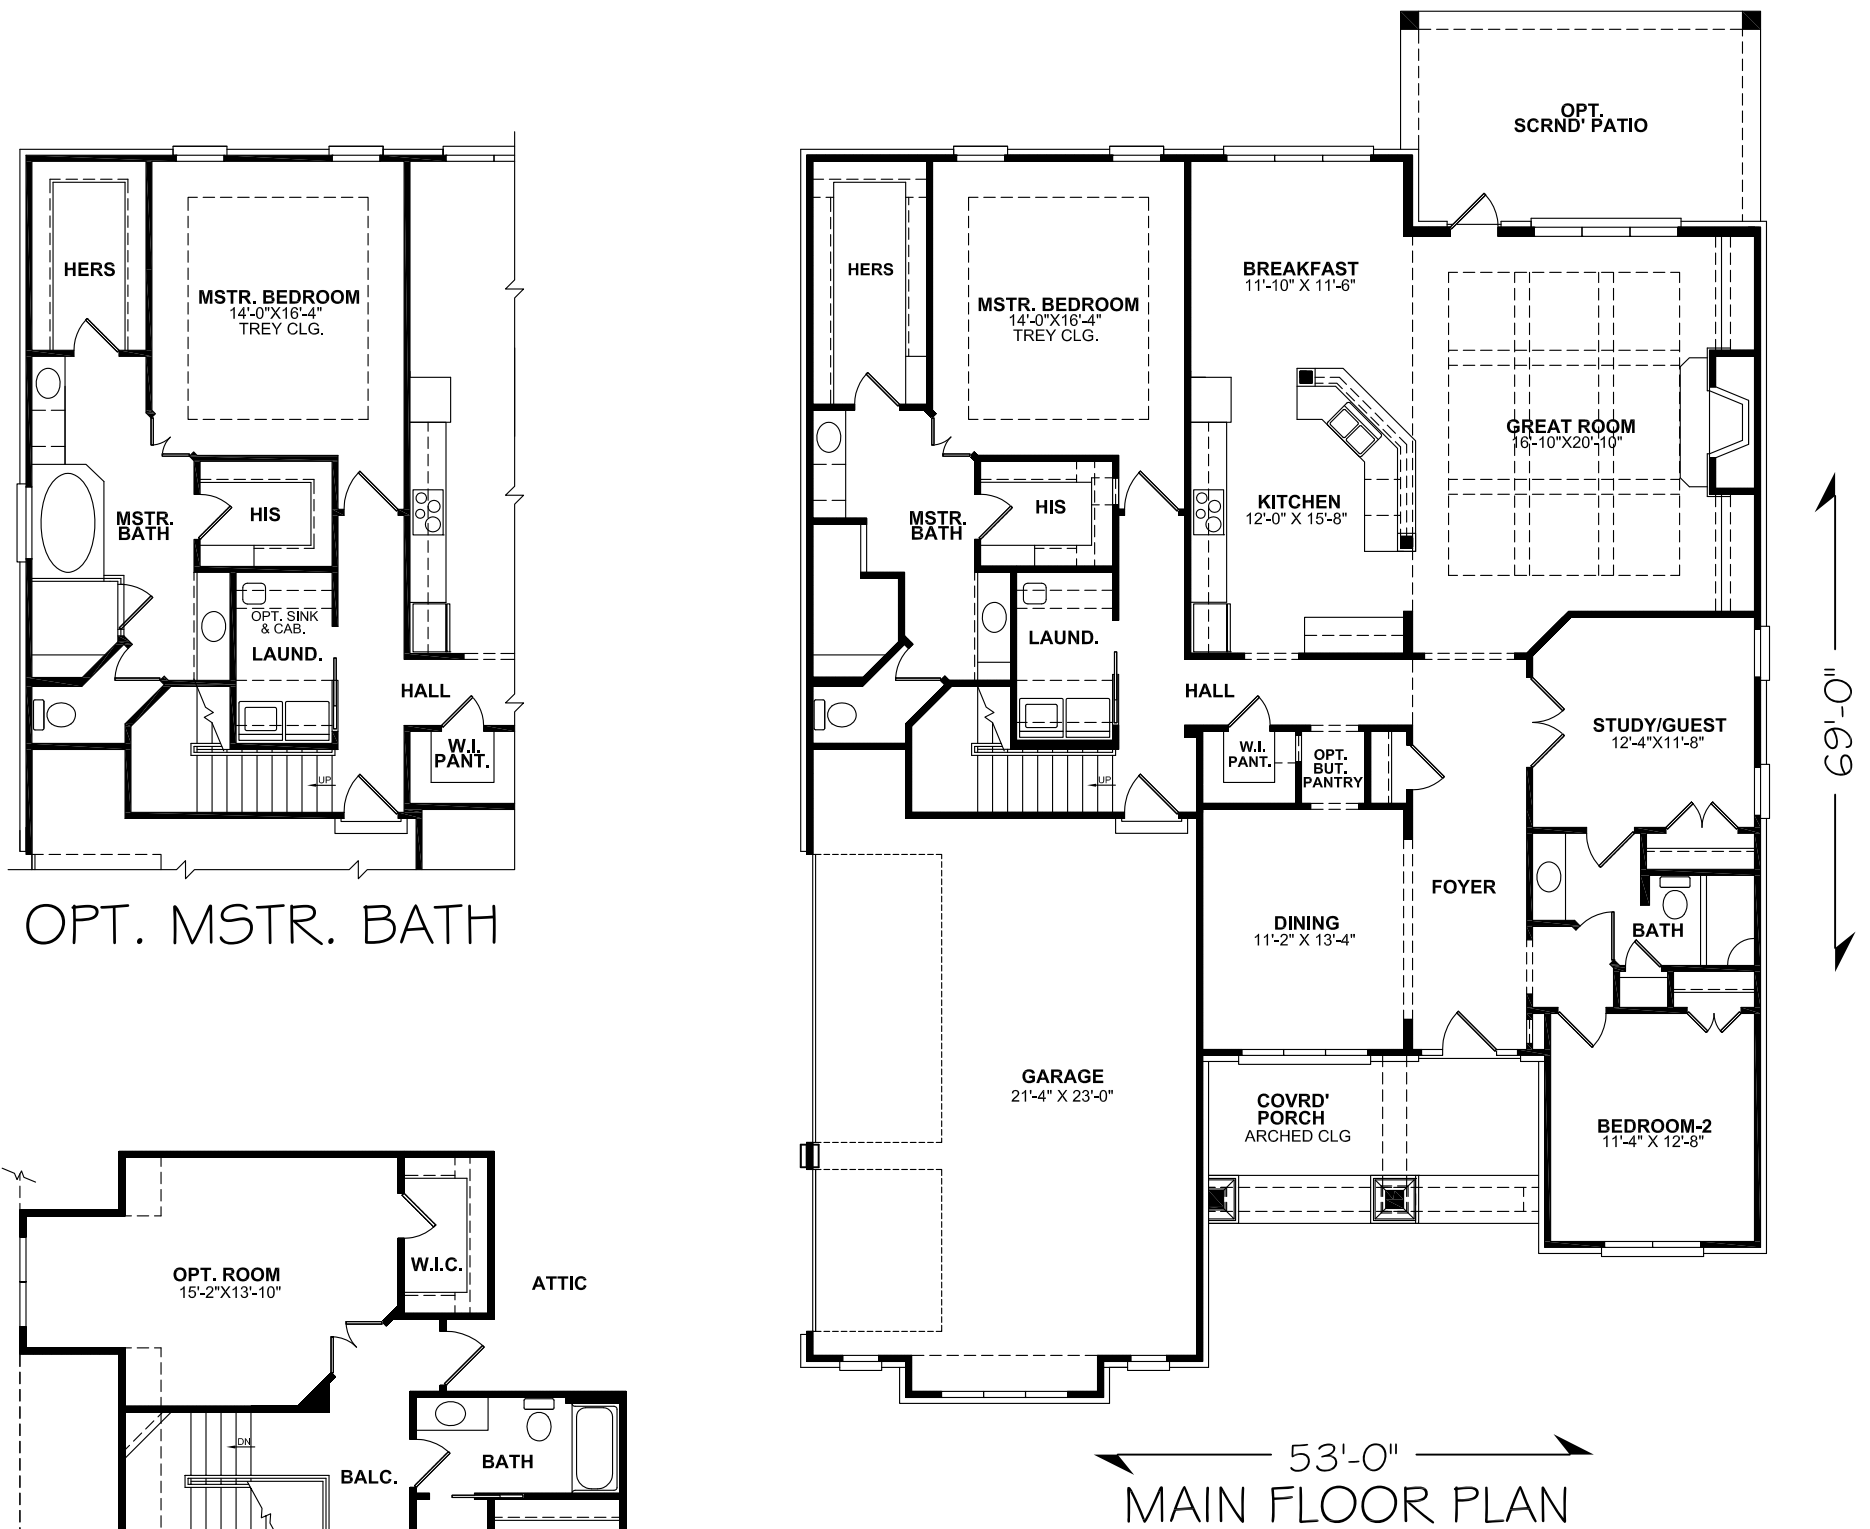 HERS
MSTR. BEDROOM
14'-0"X16'-4"
TREY CLG.
MSTR.
BATH
HIS
OPT. SINK
& CAB.
LAUND.
HALL
W.I.
PANT.
UP
OPT. MSTR. BATH
OPT.
SCRND' PATIO
HERS
MSTR. BEDROOM
14'-0"X16'-4"
TREY CLG.
BREAKFAST
11'-10" X 11'-6"
GREAT ROOM
16'-10"X20'-10"
KITCHEN
12'-0" X 15'-8"
MSTR.
BATH
HIS
LAUND.
HALL
STUDY/GUEST
12'-4"X11'-8"
W.I.
PANT.
OPT.
BUT.
PANTRY
UP
FOYER
DINING
11'-2" X 13'-4"
BATH
GARAGE
21'-4" X 23'-0"
COVRD'
PORCH
ARCHED CLG
BEDROOM-2
11'-4" X 12'-8"
69'-0"
53'-0"
MAIN FLOOR PLAN
OPT. ROOM
15'-2"X13'-10"
W.I.C.
ATTIC
DN
BALC.
BATH